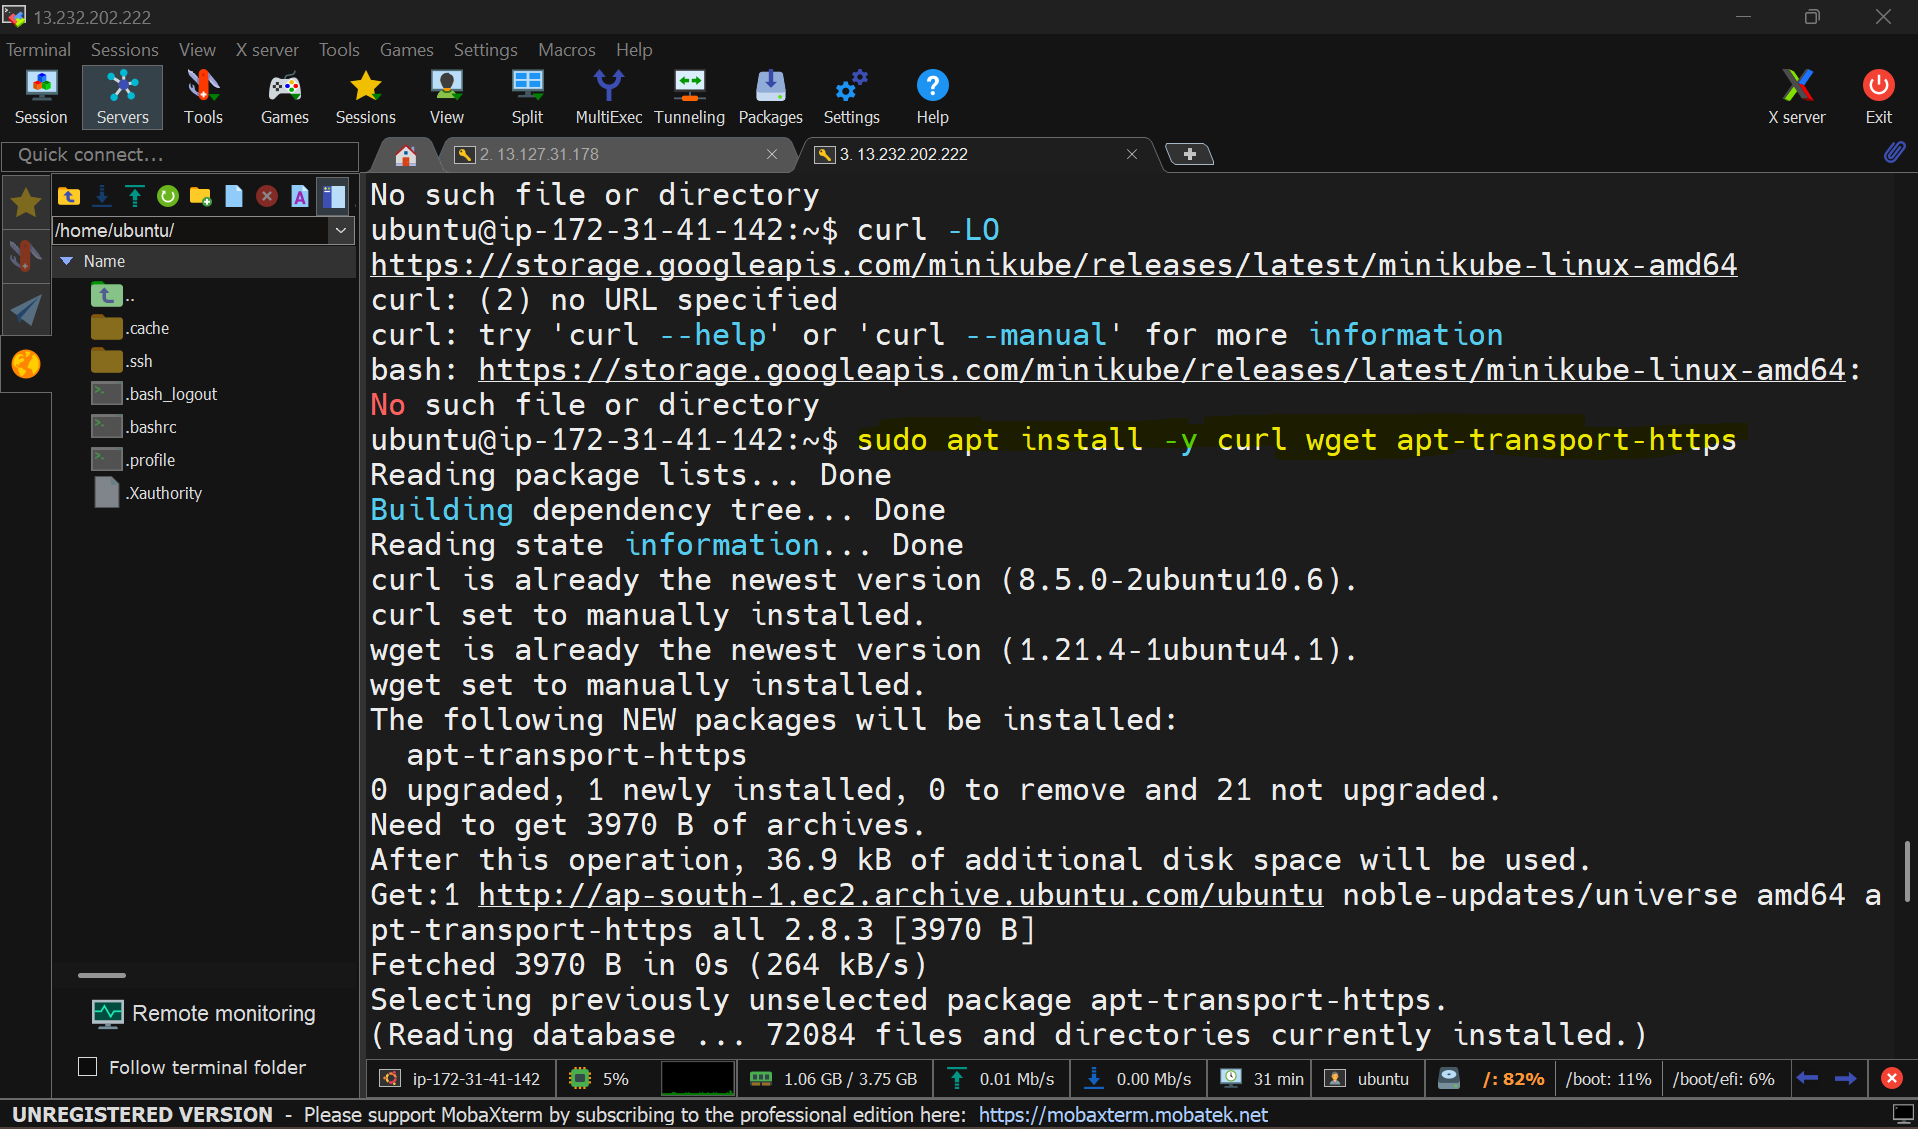 13.232.202.222
Terminal Sessions View X server Tools Games Settings Macros Help
Session Servers Tools Games Sessions View Split MultiExec Tunneling Packages Settings Help X server Exit
Quick connect...
2. 13.127.31.178
3. 13.232.202.222
/home/ubuntu/
Name
..
.cache
.ssh
.bash_logout
.bashrc
.profile
.Xauthority
Remote monitoring
Follow terminal folder
No such file or directory
ubuntu@ip-172-31-41-142:~$ curl -LO
https://storage.googleapis.com/minikube/releases/latest/minikube-linux-amd64
curl: (2) no URL specified
curl: try 'curl --help' or 'curl --manual' for more information
bash: https://storage.googleapis.com/minikube/releases/latest/minikube-linux-amd64:
No such file or directory
ubuntu@ip-172-31-41-142:~$ sudo apt install -y curl wget apt-transport-https
Reading package lists... Done
Building dependency tree... Done
Reading state information... Done
curl is already the newest version (8.5.0-2ubuntu10.6).
curl set to manually installed.
wget is already the newest version (1.21.4-1ubuntu4.1).
wget set to manually installed.
The following NEW packages will be installed:
  apt-transport-https
0 upgraded, 1 newly installed, 0 to remove and 21 not upgraded.
Need to get 3970 B of archives.
After this operation, 36.9 kB of additional disk space will be used.
Get:1 http://ap-south-1.ec2.archive.ubuntu.com/ubuntu noble-updates/universe amd64 a
pt-transport-https all 2.8.3 [3970 B]
Fetched 3970 B in 0s (264 kB/s)
Selecting previously unselected package apt-transport-https.
(Reading database ... 72084 files and directories currently installed.)
ip-172-31-41-142 5% 1.06 GB / 3.75 GB 0.01 Mb/s 0.00 Mb/s 31 min ubuntu /: 82% /boot: 11% /boot/efi: 6%
UNREGISTERED VERSION - Please support MobaXterm by subscribing to the professional edition here: https://mobaxterm.mobatek.net